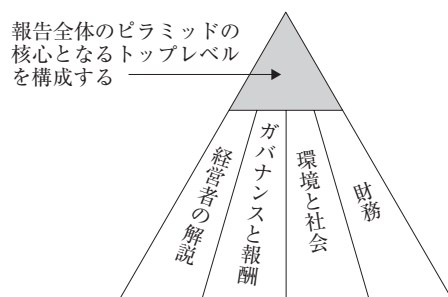 報告全体のピラミッドの
核心となるトップレベル
を構成する
経営者の解説
ガバナンスと報酬
環境と社会
財務